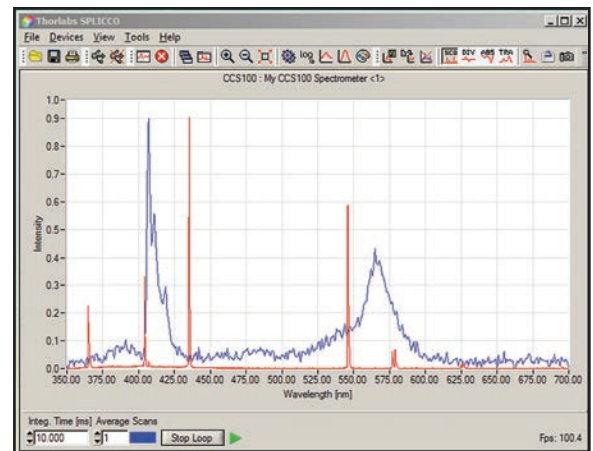 Thorlabs SPLICCO
File Devices View Tools Help
log
DIV ABS TRA
CCS100 : My CCS100 Spectrometer <1>
1.0
0.9
0.8
0.7
0.6
0.5
0.4
0.3
0.2
0.1
0.0
Intensity
350.00 375.00 400.00 425.00 450.00 475.00 500.00 525.00 550.00 575.00 600.00 625.00 650.00 675.00 700.00
Wavelength [nm]
Integ. Time [ms] Average Scans
10.000 1 Stop Loop Fps: 100.4